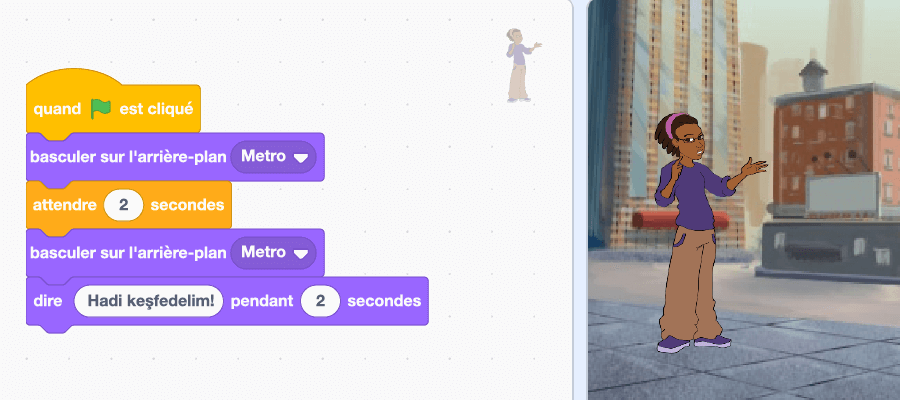 quand est cliqué
basculer sur l'arrière-plan Metro
attendre 2 secondes
basculer sur l'arrière-plan Metro
dire Hadi keşfedelim! pendant 2 secondes